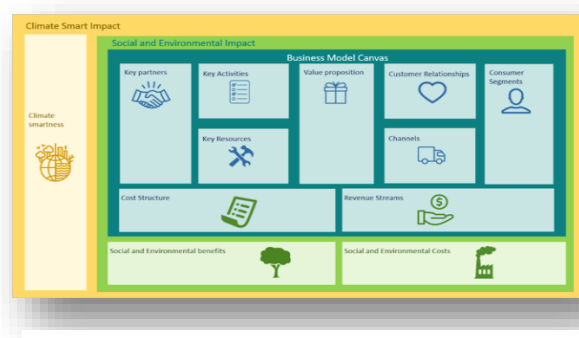 Climate Smart Impact
Social and Environmental Impact
Business Model Canvas
Climate
smartness
Key partners
Key Activities
Value proposition
Customer Relationships
Consumer
Segments
Key Resources
Channels
Cost Structure
Revenue Streams
Social and Environmental benefits
Social and Environmental Costs